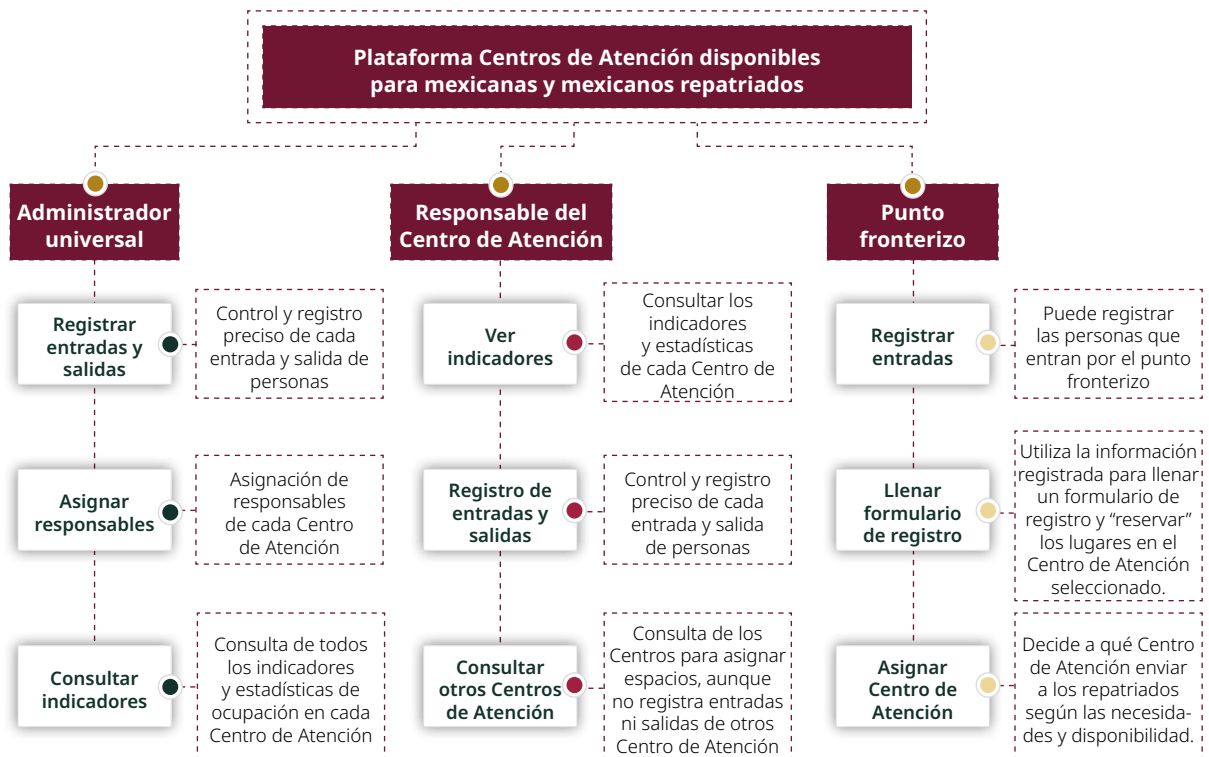 Plataforma Centros de Atención disponibles
para mexicanas y mexicanos repatriados
Administrador
universal
Registrar
entradas y
salidas
Control y registro
preciso de cada
entrada y salida de
personas
Asignar
responsables
Asignación de
responsables
de cada Centro
de Atención
Consultar
indicadores
Consulta de todos
los indicadores
y estadísticas de
ocupación en cada
Centro de Atención
Responsable del
Centro de Atención
Ver
indicadores
Consultar los
indicadores
y estadísticas
de cada Centro de
Atención
Registro de
entradas y
salidas
Control y registro
preciso de cada
entrada y salida
de personas
Consultar
otros Centros
de Atención
Consulta de los
Centros para asignar
espacios, aunque
no registra entradas
ni salidas de otros
Centro de Atención
Punto
fronterizo
Registrar
entradas
Puede registrar
las personas que
entran por el punto
fronterizo
Llenar
formulario
de registro
Utiliza la información
registrada para llenar
un formulario de
registro y “reservar”
los lugares en el
Centro de Atención
seleccionado.
Asignar
Centro de
Atención
Decide a qué Centro
de Atención enviar
a los repatriados
según las necesida-
des y disponibilidad.